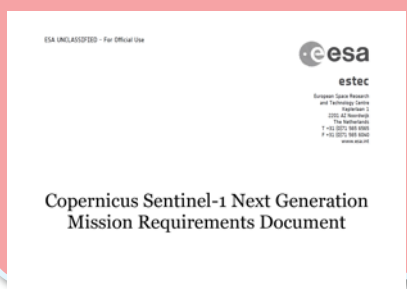 ESA UNCLASSIFIED – For Official Use
esa
estec
European Space Research
and Technology Centre
Keplerlaan 1
2201 AZ Noordwijk
The Netherlands
T +31 (0)71 565 6565
F +31 (0)71 565 6040
www.esa.int
Copernicus Sentinel-1 Next Generation
Mission Requirements Document